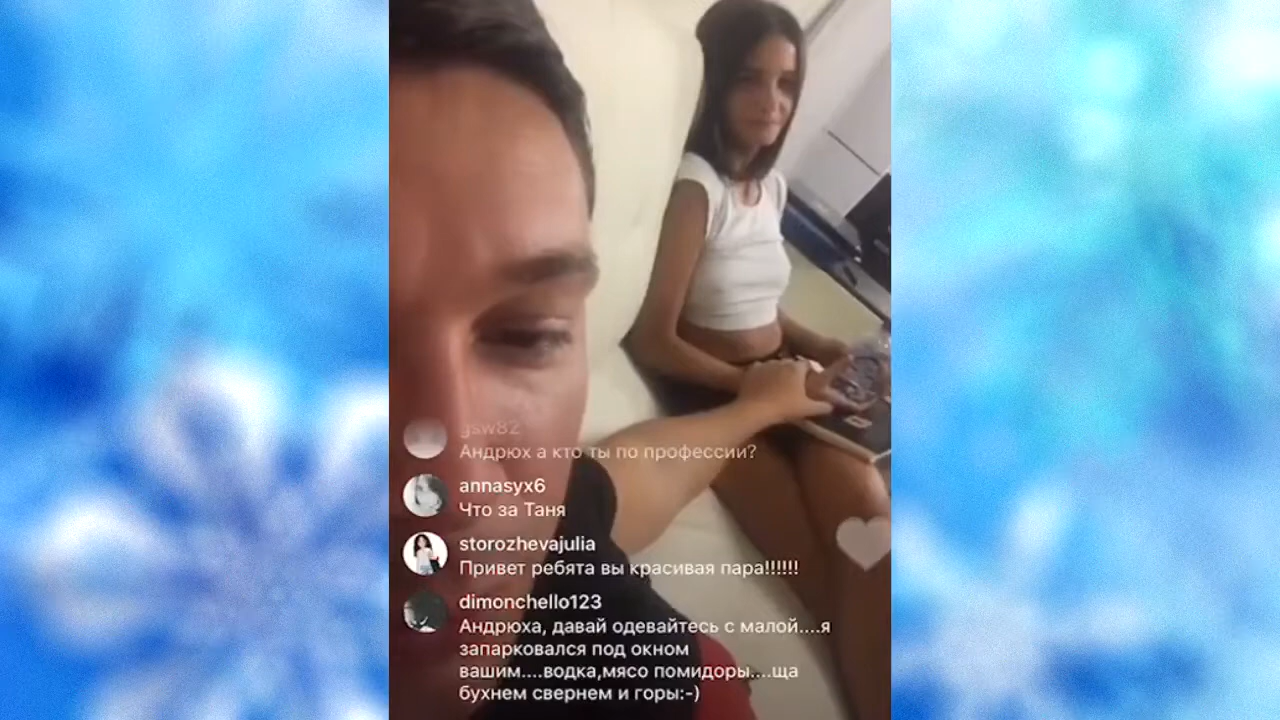 gsw82
Андрюх а кто ты по профессии?
annasyx6
Что за Таня
storozhevajulia
Привет ребята вы красивая пара!!!!!!
dimonchello123
Андрюха, давай одевайтесь с малой....я
запарковался под окном
вашим....водка,мясо помидоры....ща
бухнем свернем и горы:-)